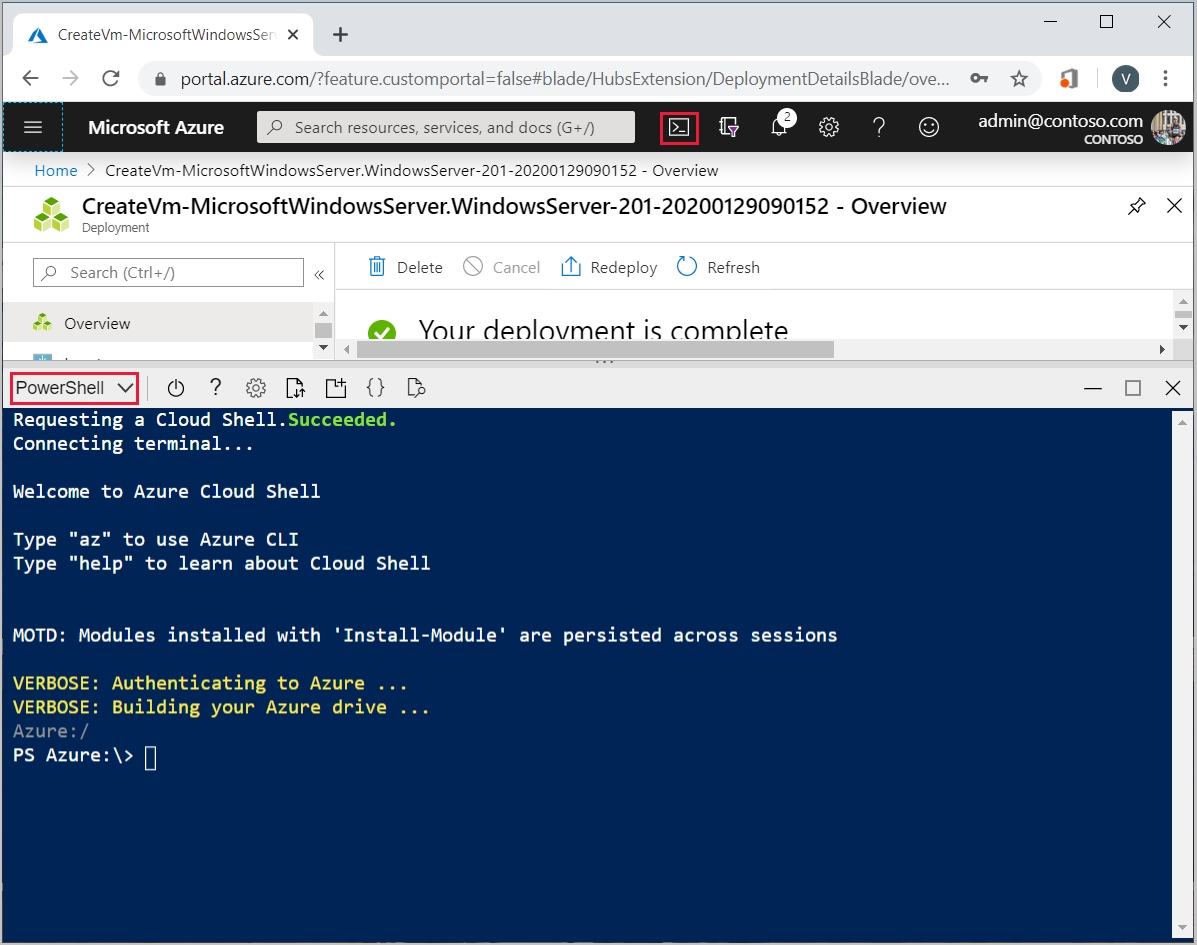 CreateVm-MicrosoftWindowsSer
portal.azure.com/?feature.customportal=false#blade/HubsExtension/DeploymentDetailsBlade/ove...
V
Microsoft Azure
Search resources, services, and docs (G+/)
2
admin@contoso.com
CONTOSO
Home > CreateVm-MicrosoftWindowsServer.WindowsServer-201-20200129090152 - Overview
CreateVm-MicrosoftWindowsServer.WindowsServer-201-20200129090152 - Overview
Deployment
Search (Ctrl+/)
«
Delete
Cancel
Redeploy
Refresh
Overview
Your deployment is complete
PowerShell
Requesting a Cloud Shell.Succeeded.
Connecting terminal...
Welcome to Azure Cloud Shell
Type "az" to use Azure CLI
Type "help" to learn about Cloud Shell
MOTD: Modules installed with 'Install-Module' are persisted across sessions
VERBOSE: Authenticating to Azure ...
VERBOSE: Building your Azure drive ...
Azure:/
PS Azure:\>